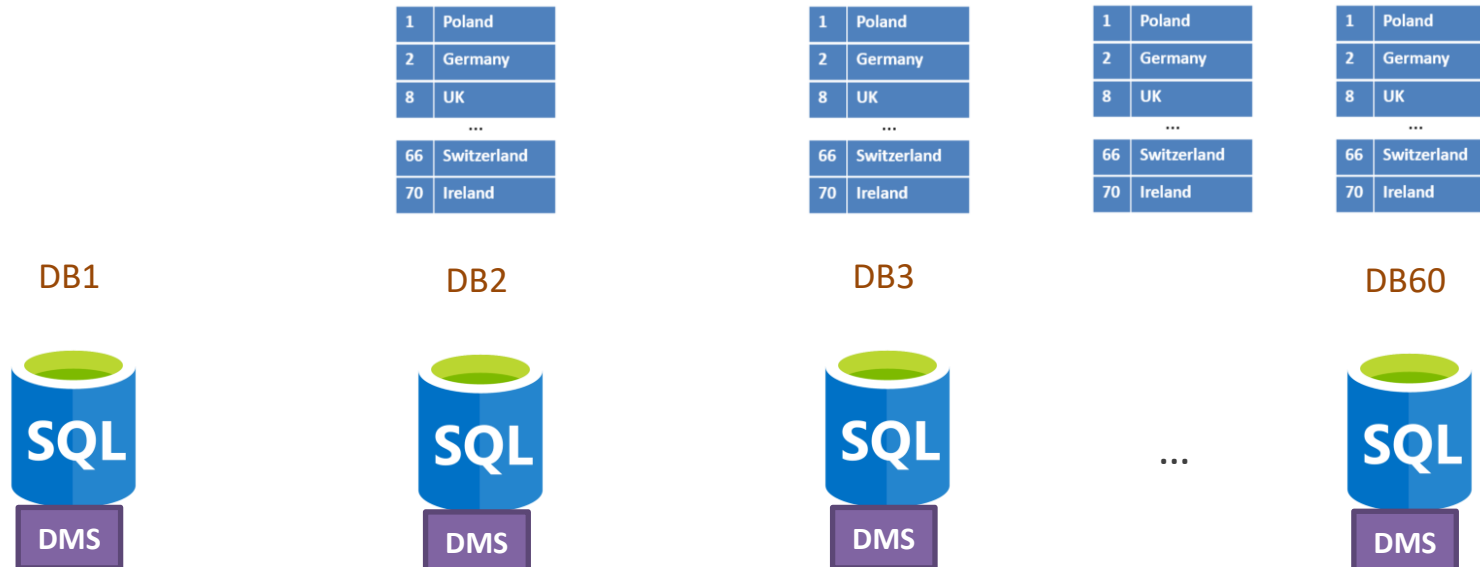 1 Poland
2 Germany
8 UK
...
66 Switzerland
70 Ireland
1 Poland
2 Germany
8 UK
...
66 Switzerland
70 Ireland
1 Poland
2 Germany
8 UK
...
66 Switzerland
70 Ireland
1 Poland
2 Germany
8 UK
...
66 Switzerland
70 Ireland
DB1
DB2
DB3
DB60
SQL
SQL
SQL
...
SQL
DMS
DMS
DMS
DMS